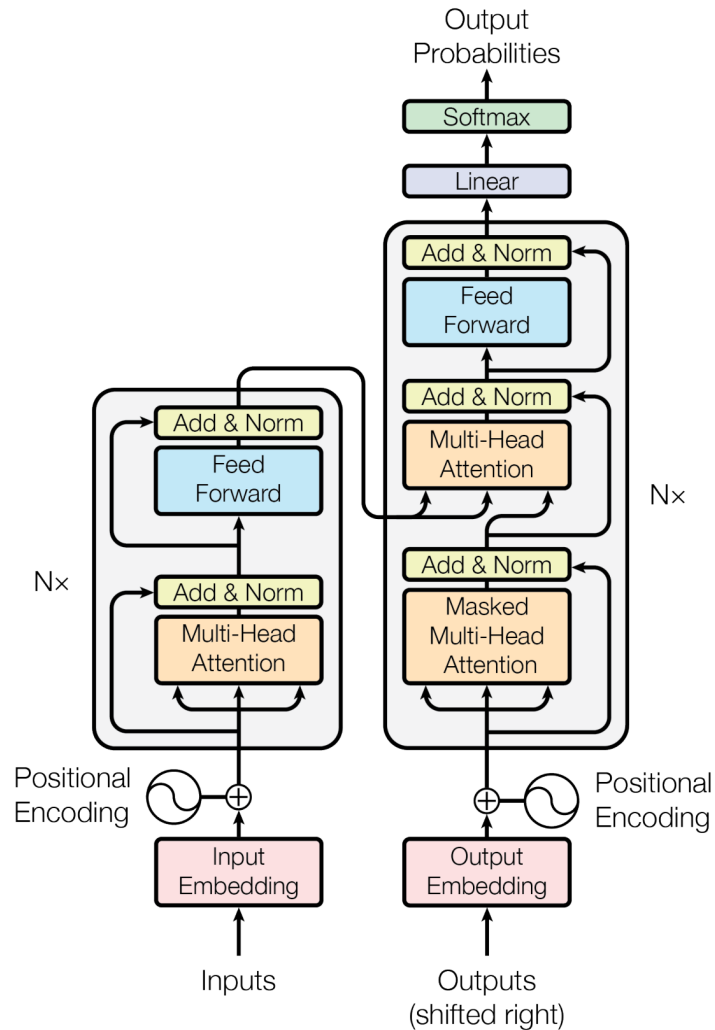 Output
Probabilities
Softmax
Linear
Add & Norm
Feed
Forward
Add & Norm
Multi-Head
Attention
Add & Norm
Masked
Multi-Head
Attention
N×
Add & Norm
Feed
Forward
Add & Norm
Multi-Head
Attention
N×
Positional
Encoding
Positional
Encoding
Input
Embedding
Output
Embedding
Inputs
Outputs
(shifted right)